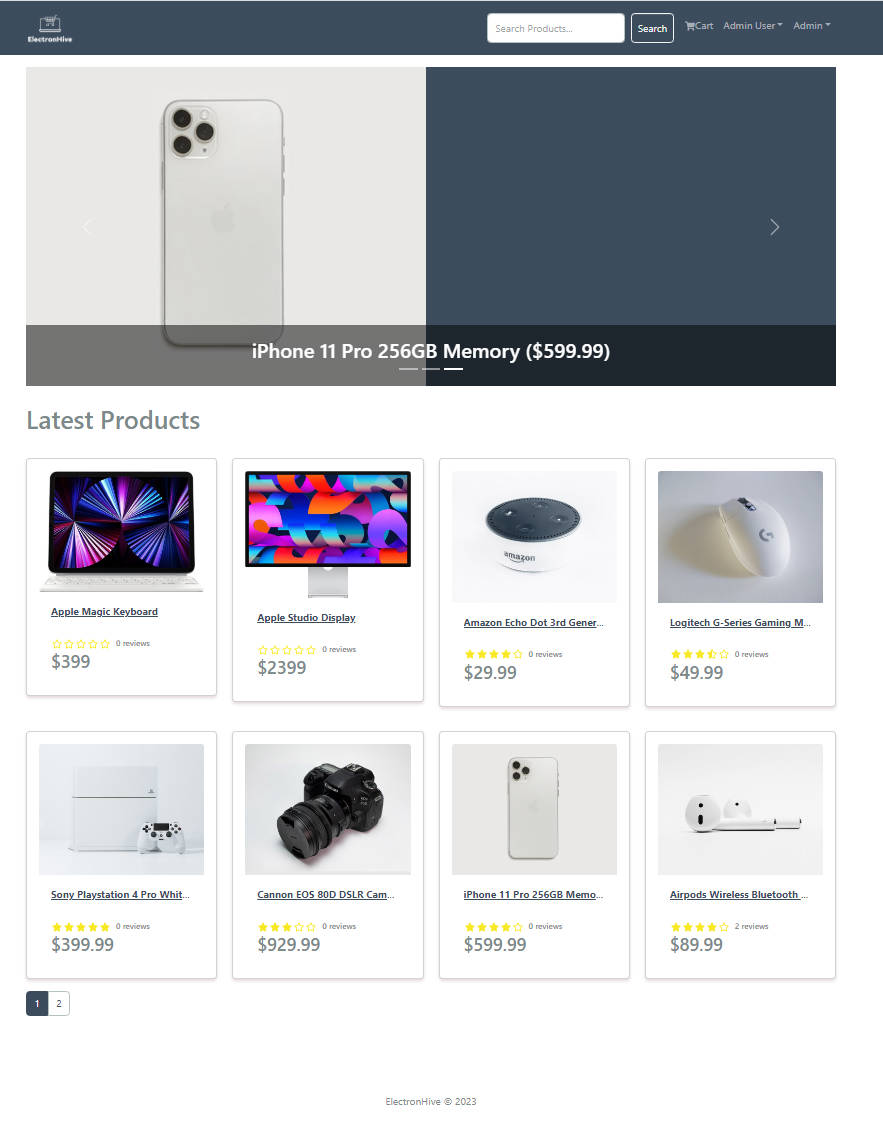 ElectronHive
Search Products...
Search
Cart
Admin User
Admin
iPhone 11 Pro 256GB Memory ($599.99)
Latest Products
Apple Magic Keyboard
0 reviews
$399
Apple Studio Display
0 reviews
$2399
amazon
Amazon Echo Dot 3rd Gener...
0 reviews
$29.99
Logitech G-Series Gaming M...
0 reviews
$49.99
Sony Playstation 4 Pro Whit...
0 reviews
$399.99
Cannon EOS 80D DSLR Cam...
0 reviews
$929.99
iPhone 11 Pro 256GB Memo...
0 reviews
$599.99
Airpods Wireless Bluetooth ...
2 reviews
$89.99
1
2
ElectronHive © 2023